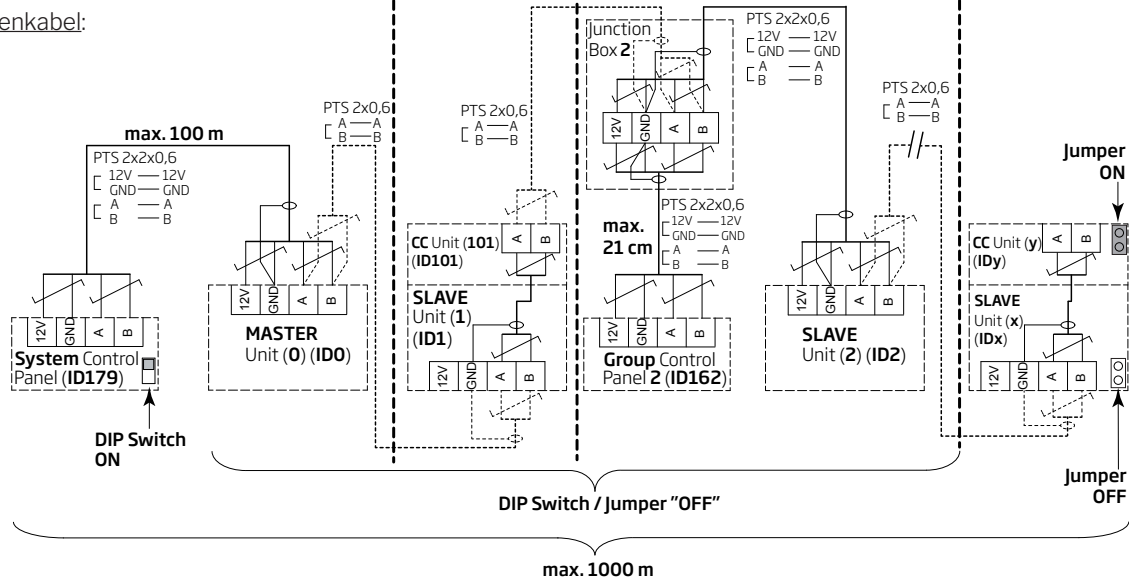 enkabel:
max. 100 m
PTS 2x2x0,6
12V — 12V
GND — GND
A — A
B — B
12V
GND
A
B
System Control
Panel (ID179)
DIP Switch
ON
PTS 2x0,6
A — A
B — B
12V
GND
A
B
MASTER
Unit (0) (ID0)
PTS 2x0,6
A — A
B — B
CC Unit (101)
(ID101)
A
B
SLAVE
Unit (1)
(ID1)
12V
GND
A
B
Junction
Box 2
12V
GND
A
B
max.
21 cm
PTS 2x2x0,6
12V — 12V
GND — GND
A — A
B — B
12V
GND
A
B
Group Control
Panel 2 (ID162)
PTS 2x2x0,6
12V — 12V
GND — GND
A — A
B — B
12V
GND
A
B
SLAVE
Unit (2) (ID2)
PTS 2x0,6
A — A
B — B
Jumper
ON
CC Unit (y)
(IDy)
A
B
SLAVE
Unit (x)
(IDx)
12V
GND
A
B
Jumper
OFF
DIP Switch / Jumper "OFF"
max. 1000 m